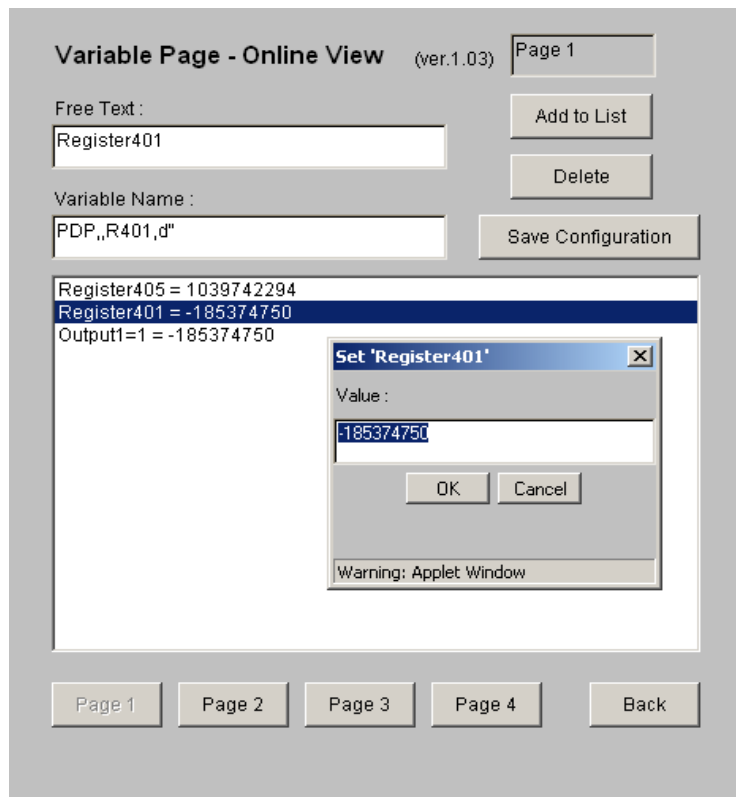 Variable Page - Online View (ver.1.03) Page 1
Free Text :
Add to List
Register401
Delete
Variable Name :
PDP,,R401,d"
Save Configuration
Register405 = 1039742294
Register401 = -185374750
Output1=1 = -185374750
Set 'Register401'
Value :
-185374750
OK Cancel
Warning: Applet Window
Page 1 Page 2 Page 3 Page 4 Back